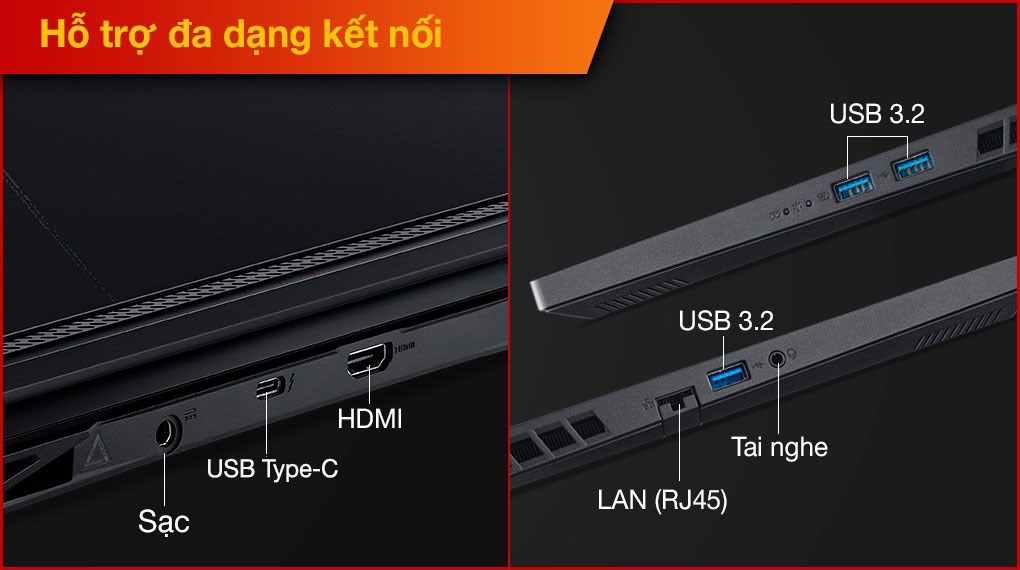 Hỗ trợ đa dạng kết nối
HDMI
USB Type-C
Sạc
USB 3.2
USB 3.2
Tai nghe
LAN (RJ45)